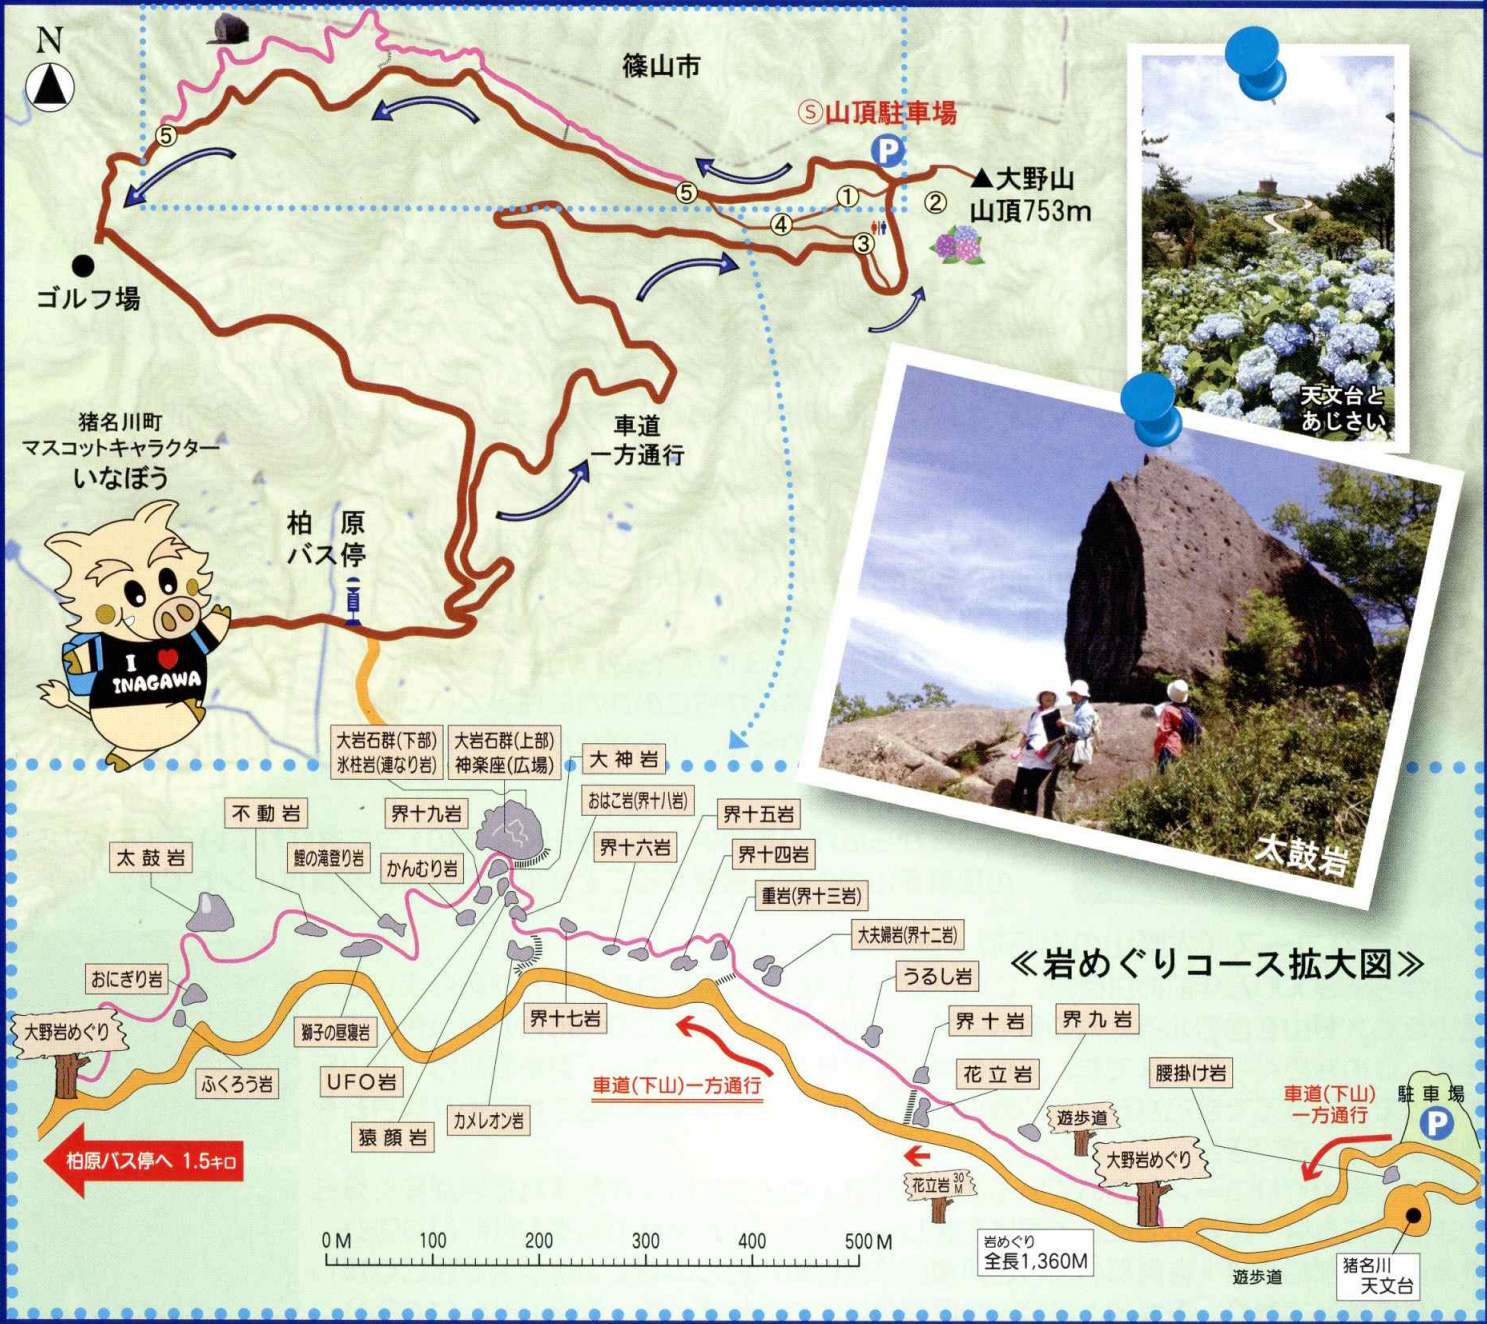 N
篠山市
Ⓢ山頂駐車場
P
⑤
⑤
①
②
▲大野山
山頂753m
④
③
ゴルフ場
天文台と
あじさい
車道
一方通行
猪名川町
マスコットキャラクター
いなぼう
柏原
バス停
I ♥
INAGAWA
太鼓岩
大岩石群(下部)
氷柱岩(連なり岩)
大岩石群(上部)
神楽座(広場)
大神岩
不動岩
界十九岩
おはこ岩(界十八岩)
界十五岩
太鼓岩
鯉の滝登り岩
かんむり岩
界十六岩
界十四岩
重岩(界十三岩)
大夫婦岩(界十二岩)
≪岩めぐりコース拡大図≫
おにぎり岩
うるし岩
大野岩めぐり
獅子の昼寝岩
界十七岩
界十岩
界九岩
ふくろう岩
UFO岩
車道(下山)一方通行
花立岩
腰掛け岩
車道(下山)
一方通行
駐車場
P
猿顔岩
カメレオン岩
遊歩道
大野岩めぐり
柏原バス停へ 1.5キロ
花立岩 30M
0M 100 200 300 400 500M
岩めぐり
全長1,360M
遊歩道
猪名川
天文台